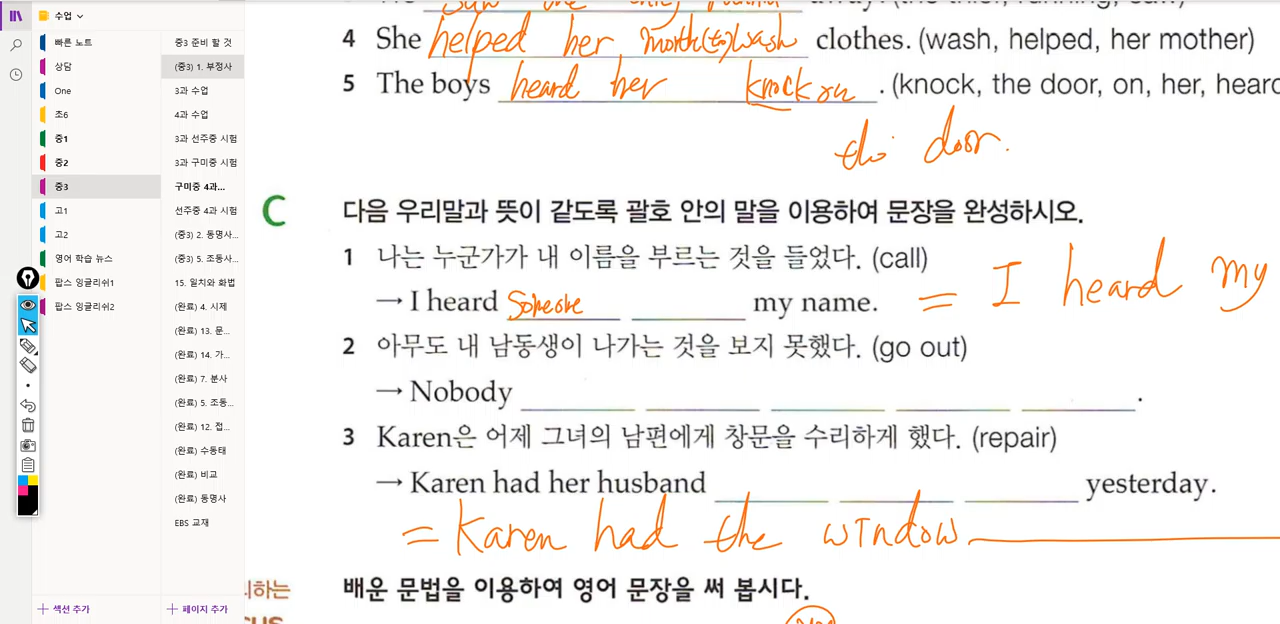 수업
빠른 노트
상담
One
초6
중1
중2
중3
고1
고2
영어 학습 뉴스
팝스 잉글리쉬1
팝스 잉글리쉬2
섹션 추가
중3 준비 할 것
(중3) 1. 부정사
3과 수업
4과 수업
3과 선주중 시험
3과 구미중 시험
구미중 4과...
선주중 4과 시험
(중3) 2. 동명사...
(중3) 5. 조동사...
15. 일치와 화법
(완료) 4. 시제
(완료) 13. 문...
(완료) 14. 가...
(완료) 7. 분사
(완료) 5. 조동...
(완료) 12. 접...
(완료) 수동태
(완료) 비교
(완료) 동명사
EBS 교재
페이지 추가
4 She helped her moth(to)wash clothes. (wash, helped, her mother)
5 The boys heard her knock on . (knock, the door, on, her, heard
the door.
C 다음 우리말과 뜻이 같도록 괄호 안의 말을 이용하여 문장을 완성하시오.
1 나는 누군가가 내 이름을 부르는 것을 들었다. (call)
→ I heard Someone my name. = I heard my
2 아무도 내 남동생이 나가는 것을 보지 못했다. (go out)
→ Nobody .
3 Karen은 어제 그녀의 남편에게 창문을 수리하게 했다. (repair)
→ Karen had her husband yesterday.
= Karen had the window
하는 배운 문법을 이용하여 영어 문장을 써 봅시다.